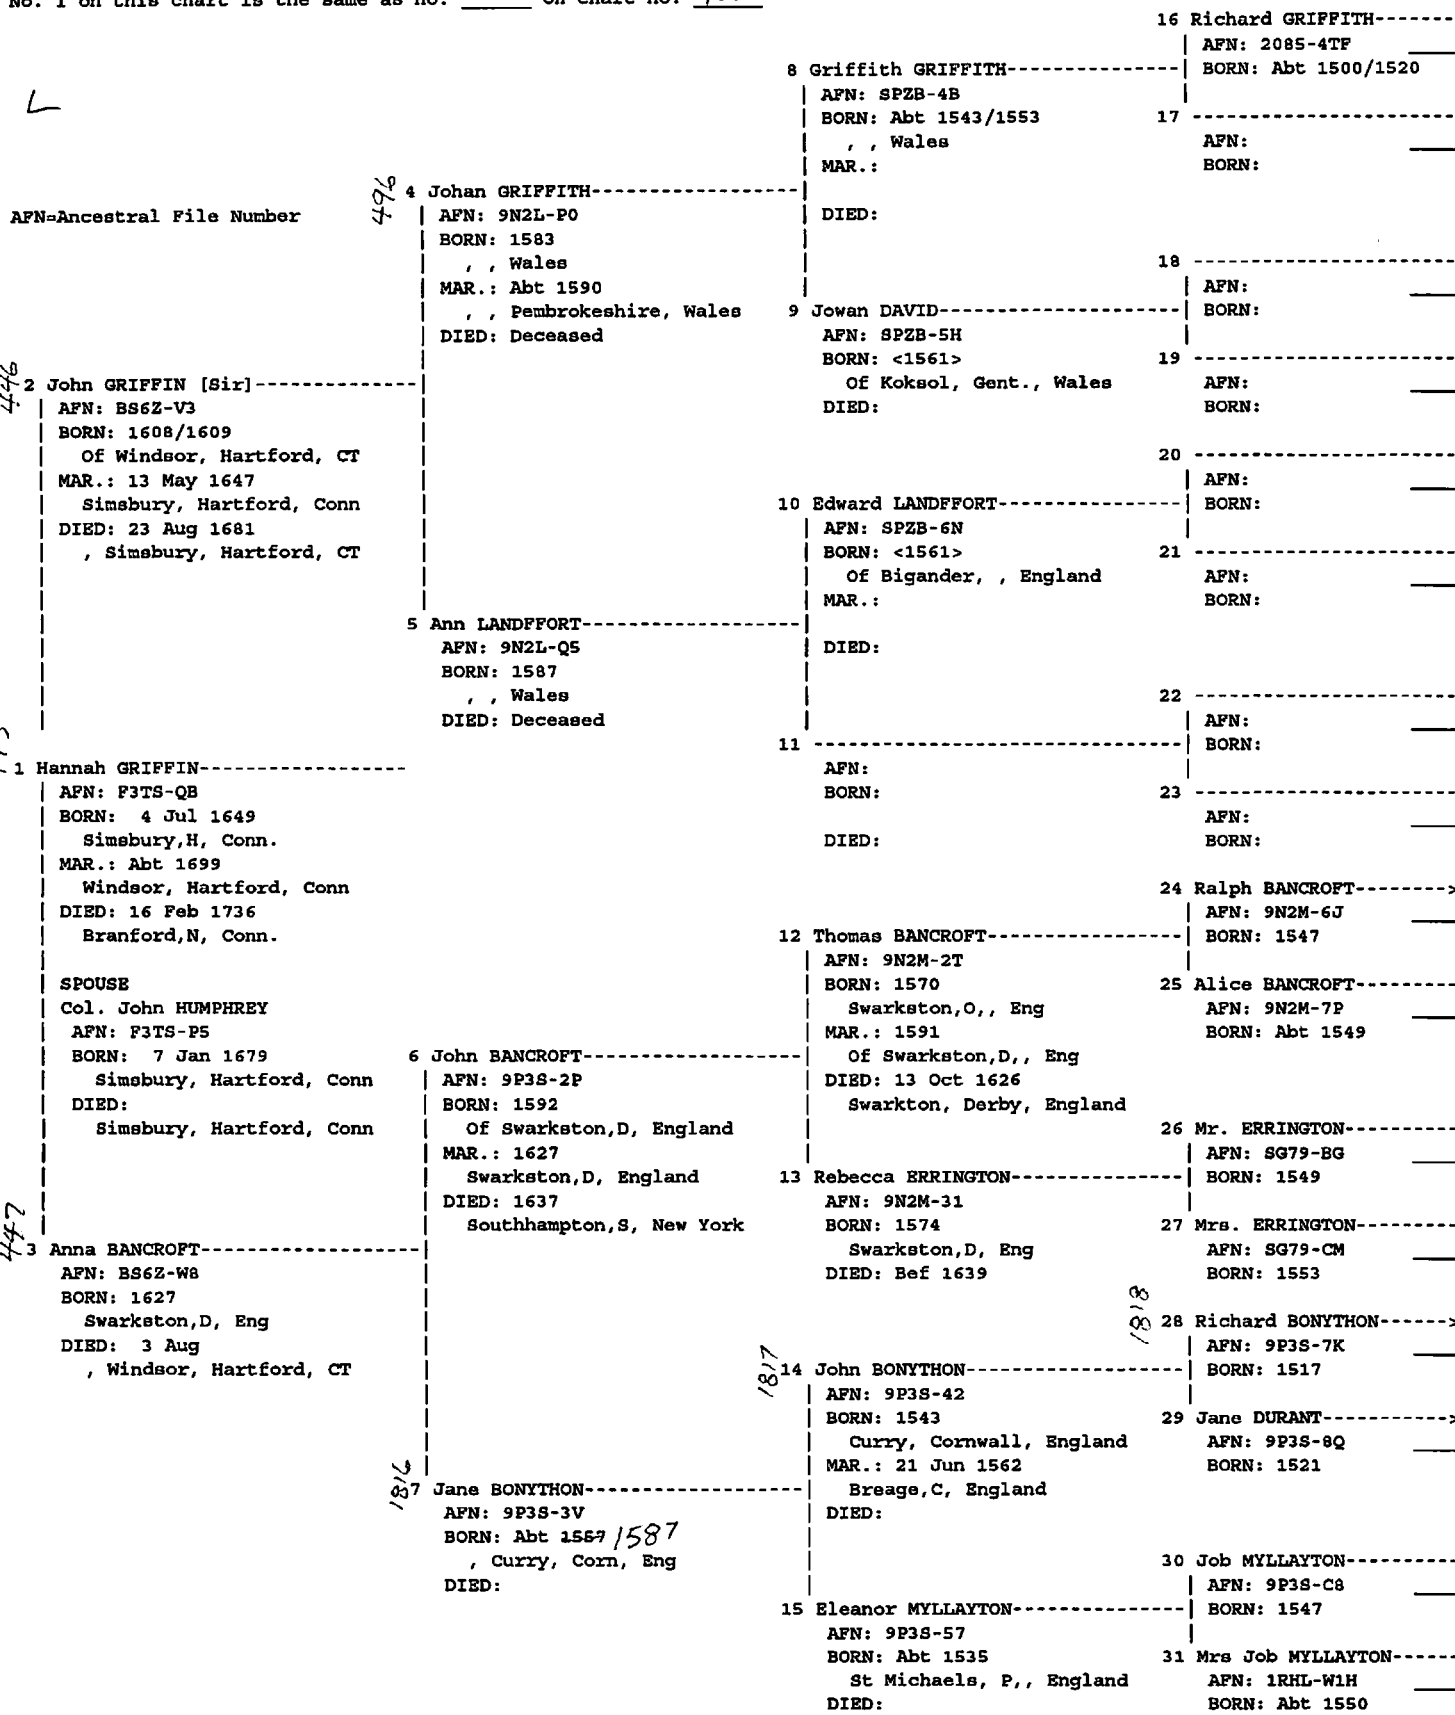 No. 1 on this chart is the same as no. _____ on chart no. _____
AFN=Ancestral File Number
446
2 John GRIFFIN [Sir]
AFN: BS6Z-V3
BORN: 1608/1609
Of Windsor, Hartford, CT
MAR.: 13 May 1647
Simsbury, Hartford, Conn
DIED: 23 Aug 1681
, Simsbury, Hartford, CT
1 Hannah GRIFFIN
AFN: F3TS-QB
BORN: 4 Jul 1649
Simsbury,H, Conn.
MAR.: Abt 1699
Windsor, Hartford, Conn
DIED: 16 Feb 1736
Branford,N, Conn.
SPOUSE
Col. John HUMPHREY
AFN: F3TS-P5
BORN: 7 Jan 1679
Simsbury, Hartford, Conn
DIED:
Simsbury, Hartford, Conn
447
3 Anna BANCROFT
AFN: BS6Z-W8
BORN: 1627
Swarkston,D, Eng
DIED: 3 Aug
, Windsor, Hartford, CT
496
4 Johan GRIFFITH
AFN: 9N2L-P0
BORN: 1583
, , Wales
MAR.: Abt 1590
, , Pembrokeshire, Wales
DIED: Deceased
5 Ann LANDFFORT
AFN: 9N2L-Q5
BORN: 1587
, , Wales
DIED: Deceased
6 John BANCROFT
AFN: 9P3S-2P
BORN: 1592
Of Swarkston,D, England
MAR.: 1627
Swarkston,D, England
DIED: 1637
Southhampton,S, New York
1816
7 Jane BONYTHON
AFN: 9P3S-3V
BORN: Abt 1587
, Curry, Corn, Eng
DIED:
8 Griffith GRIFFITH
AFN: SPZB-4B
BORN: Abt 1543/1553
, , Wales
MAR.:
DIED:
9 Jowan DAVID
AFN: SPZB-5H
BORN: <1561>
Of Koksol, Gent., Wales
DIED:
10 Edward LANDFFORT
AFN: SPZB-6N
BORN: <1561>
Of Bigander, , England
MAR.:
DIED:
11
AFN:
BORN:
DIED:
12 Thomas BANCROFT
AFN: 9N2M-2T
BORN: 1570
Swarkston,O,, Eng
MAR.: 1591
Of Swarkston,D,, Eng
DIED: 13 Oct 1626
Swarkton, Derby, England
13 Rebecca ERRINGTON
AFN: 9N2M-31
BORN: 1574
Swarkston,D, Eng
DIED: Bef 1639
1817
14 John BONYTHON
AFN: 9P3S-42
BORN: 1543
Curry, Cornwall, England
MAR.: 21 Jun 1562
Breage,C, England
DIED:
15 Eleanor MYLLAYTON
AFN: 9P3S-57
BORN: Abt 1535
St Michaels, P,, England
DIED:
16 Richard GRIFFITH
AFN: 2085-4TF
BORN: Abt 1500/1520
17
AFN:
BORN:
18
AFN:
BORN:
19
AFN:
BORN:
20
AFN:
BORN:
21
AFN:
BORN:
22
AFN:
BORN:
23
AFN:
BORN:
24 Ralph BANCROFT
AFN: 9N2M-6J
BORN: 1547
25 Alice BANCROFT
AFN: 9N2M-7P
BORN: Abt 1549
26 Mr. ERRINGTON
AFN: SG79-BG
BORN: 1549
27 Mrs. ERRINGTON
AFN: SG79-CM
BORN: 1553
1818
28 Richard BONYTHON
AFN: 9P3S-7K
BORN: 1517
29 Jane DURANT
AFN: 9P3S-8Q
BORN: 1521
30 Job MYLLAYTON
AFN: 9P3S-C8
BORN: 1547
31 Mrs Job MYLLAYTON
AFN: 1RHL-W1H
BORN: Abt 1550